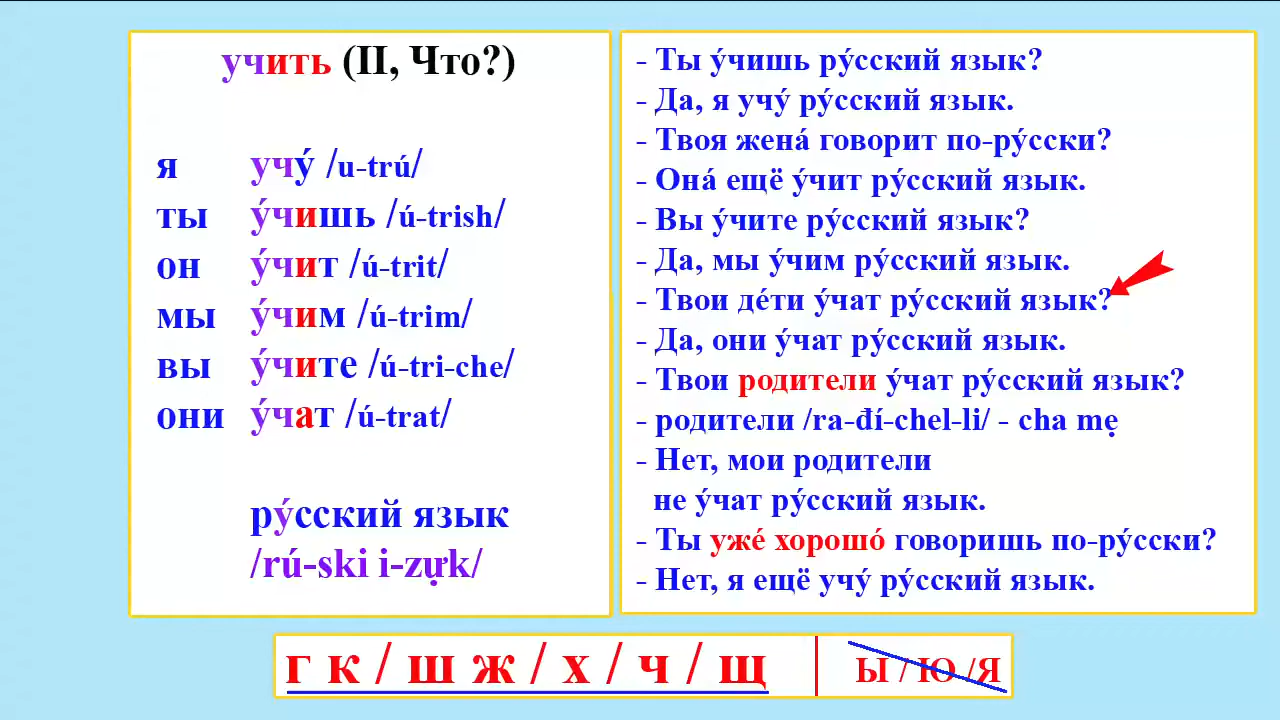 учить (II, Что?)
я учу́ /u-trú/
ты у́чишь /ú-trish/
он у́чит /ú-trit/
мы у́чим /ú-trim/
вы у́чите /ú-tri-che/
они у́чат /ú-trat/
ру́сский язык
/rú-ski i-zự̣k/
- Ты у́чишь ру́сский язык?
- Да, я учу́ ру́сский язык.
- Твоя жена́ говорит по-ру́сски?
- Она́ ещё у́чит ру́сский язык.
- Вы у́чите ру́сский язык?
- Да, мы у́чим ру́сский язык.
- Твои де́ти у́чат ру́сский язык?
- Да, они у́чат ру́сский язык.
- Твои родители у́чат ру́сский язык?
- родители /ra-đí-chel-li/ - cha mẹ
- Нет, мои родители
не у́чат ру́сский язык.
- Ты уже́ хорошо́ говоришь по-ру́сски?
- Нет, я ещё учу́ ру́сский язык.
г к / ш ж / х / ч / щ
Ы / Ю /Я